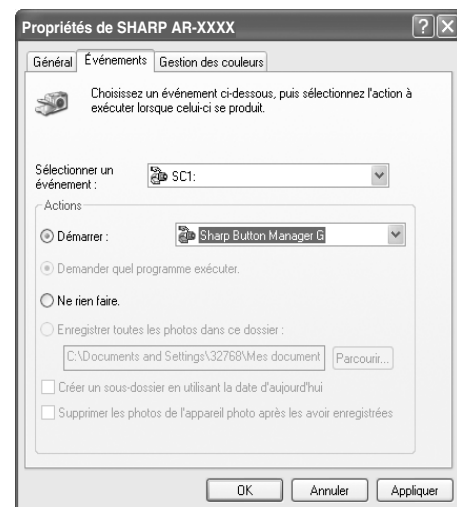 Propriétés de SHARP AR-XXXX
Général Événements Gestion des couleurs
Choisissez un événement ci-dessous, puis sélectionnez l'action à
exécuter lorsque celui-ci se produit.
Sélectionner un
événement :
SC1:
Actions
Démarrer :
Sharp Button Manager G
Demander quel programme exécuter.
Ne rien faire.
Enregistrer toutes les photos dans ce dossier :
C:\Documents and Settings\32768\Mes document
Parcourir...
Créer un sous-dossier en utilisant la date d'aujourd'hui
Supprimer les photos de l'appareil photo après les avoir enregistrées
OK Annuler Appliquer